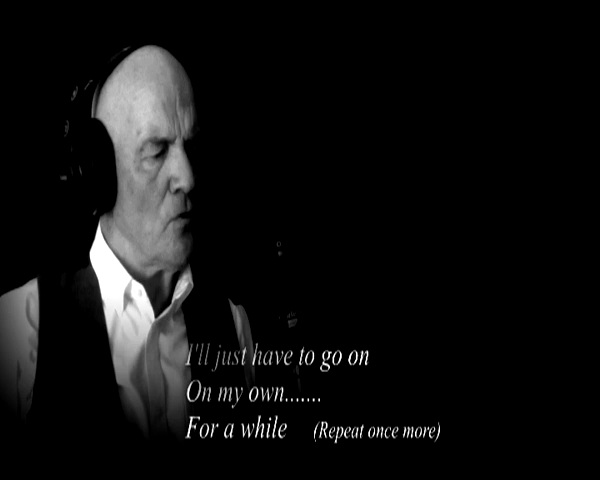 I'll just have to go on
On my own.......
For a while (Repeat once more)